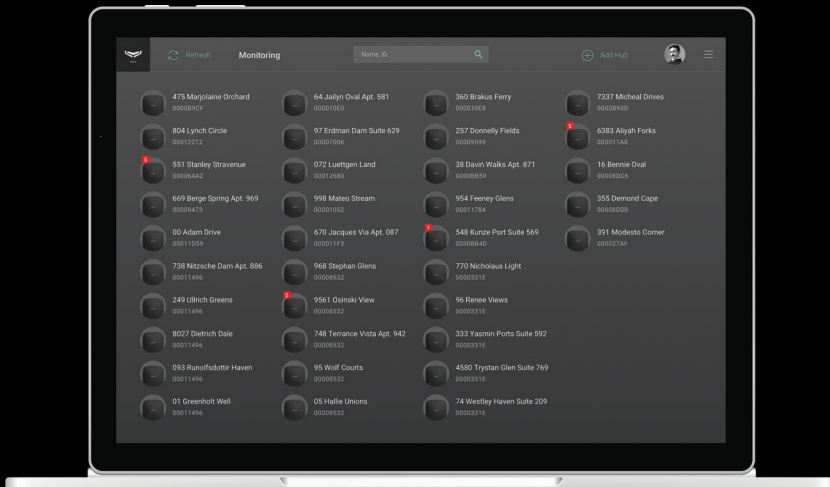 Refresh
Monitoring
Name, ID
Add Hub
475 Marjolaine Orchard
0000B9CF
804 Lynch Circle
00012212
551 Stanley Stravenue
000064A2
669 Berge Spring Apt. 969
00009473
00 Adam Drive
00011D59
738 Nitzsche Dam Apt. 886
00011496
249 Ullrich Greens
00011496
8027 Dietrich Dale
00011496
093 Runolfsdottir Haven
00011496
01 Greenholt Well
00011496
64 Jailyn Oval Apt. 581
000010E0
97 Erdman Dam Suite 629
00007006
072 Luettgen Land
00012680
998 Mateo Stream
00001052
670 Jacques Via Apt. 087
000011F3
968 Stephan Glens
00008532
9561 Osinski View
00008532
748 Terrance Vista Apt. 942
00008532
95 Wolf Courts
00008532
05 Hallie Unions
00008532
360 Brakus Ferry
000010E8
257 Donnelly Fields
00009599
38 Davin Walks Apt. 871
0000BB59
954 Feeney Glens
00011784
1
548 Kunze Port Suite 569
0000BB4D
770 Nicholaus Light
0000331E
96 Renee Views
0000331E
333 Yasmin Ports Suite 592
0000331E
4580 Trystan Glen Suite 769
0000331E
74 Westley Haven Suite 209
0000331E
7337 Micheal Drives
0000B93D
6383 Aliyah Forks
000011A8
16 Bennie Oval
00008DC6
355 Demond Cape
00008D0B
391 Modesto Corner
000027AF